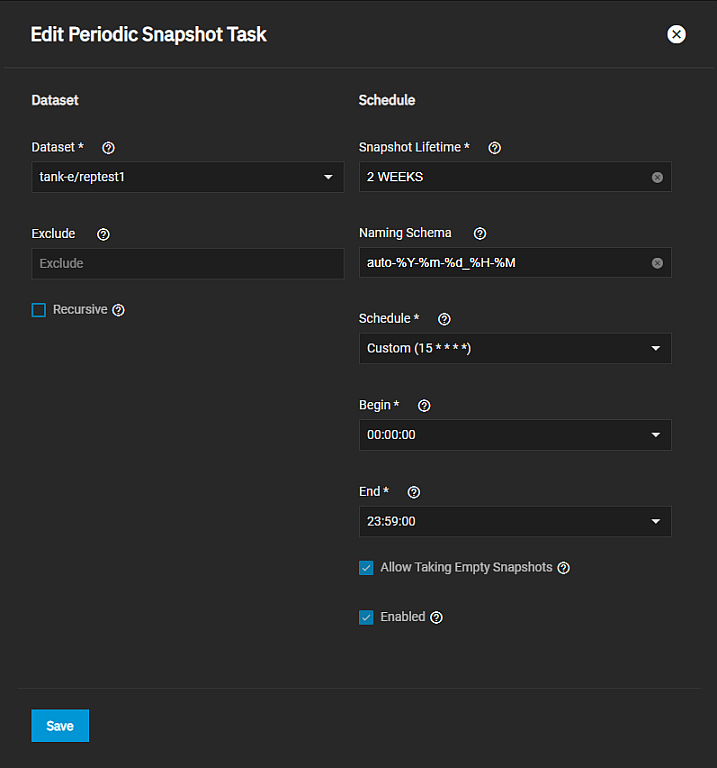 Edit Periodic Snapshot Task
Dataset
Dataset *
tank-e/reptest1
Exclude
Exclude
Recursive
Schedule
Snapshot Lifetime *
2 WEEKS
Naming Schema
auto-%Y-%m-%d_%H-%M
Schedule *
Custom (15 * * * *)
Begin *
00:00:00
End *
23:59:00
Allow Taking Empty Snapshots
Enabled
Save